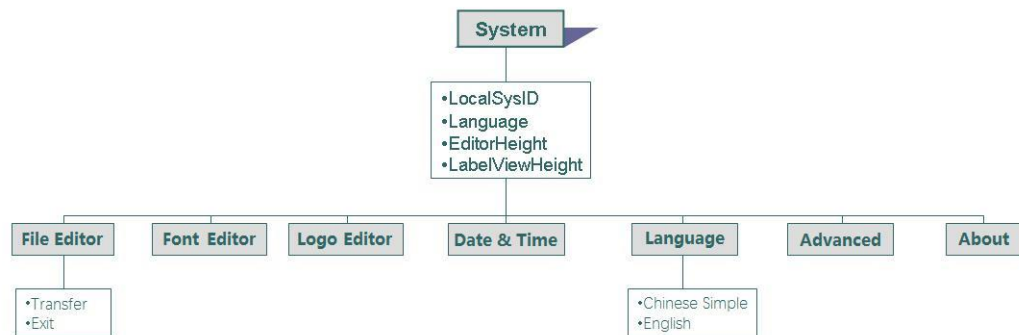 System
•LocalSysID
•Language
•EditorHeight
•LabelViewHeight
File Editor
Font Editor
Logo Editor
Date & Time
Language
Advanced
About
•Transfer
•Exit
•Chinese Simple
•English